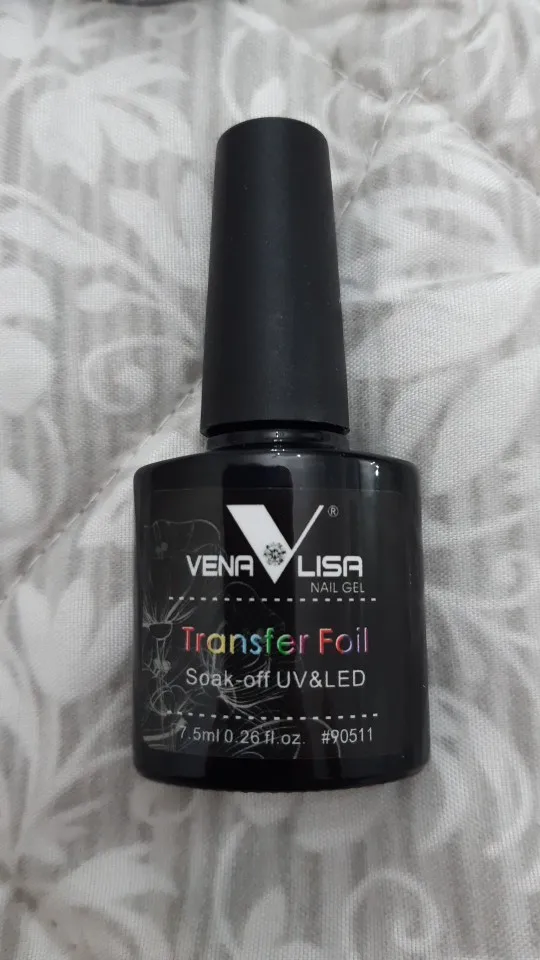 VENA LISA ®
NAIL GEL
Transfer Foil
Soak-off UV&LED
7.5ml 0.26 fl.oz. #90511